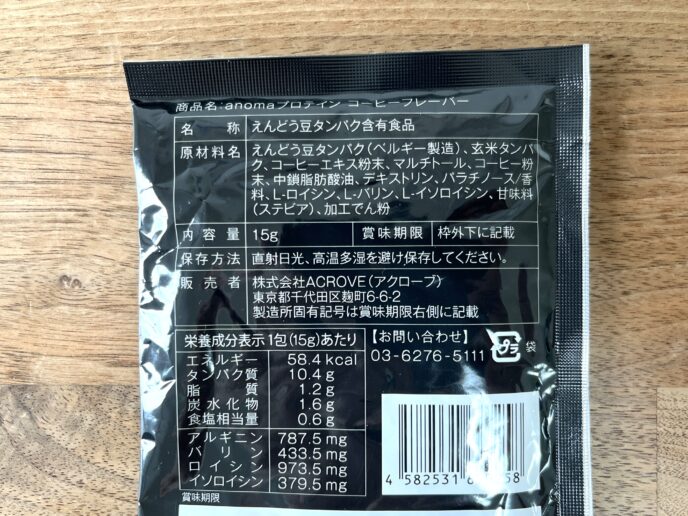 商品名：anomaプロテイン コーヒーフレーバー
名 称 えんどう豆タンパク含有食品
原材料名 えんどう豆タンパク（ベルギー製造）、玄米タンパ
ク、コーヒーエキス粉末、マルチトール、コーヒー粉
末、中鎖脂肪酸油、デキストリン、パラチノース/香
料、L-ロイシン、L-バリン、L-イソロイシン、甘味料
（ステビア）、加工でん粉
内 容 量 15g 賞味期限 枠外下に記載
保存方法 直射日光、高温多湿を避け保存してください。
販 売 者 株式会社ACROVE（アクローブ）
東京都千代田区麹町6-6-2
製造所固有記号は賞味期限右側に記載
栄養成分表示 1包（15g）あたり
エネルギー 58.4 kcal
タンパク質 10.4 g
脂 質 1.2 g
炭水化物 1.6 g
食塩相当量 0.6 g
アルギニン 787.5 mg
バ リ ン 433.5 mg
ロ イ シ ン 973.5 mg
イソロイシン 379.5 mg
賞味期限
【お問い合わせ】
03-6276-5111
プラ 袋
4 582531
58